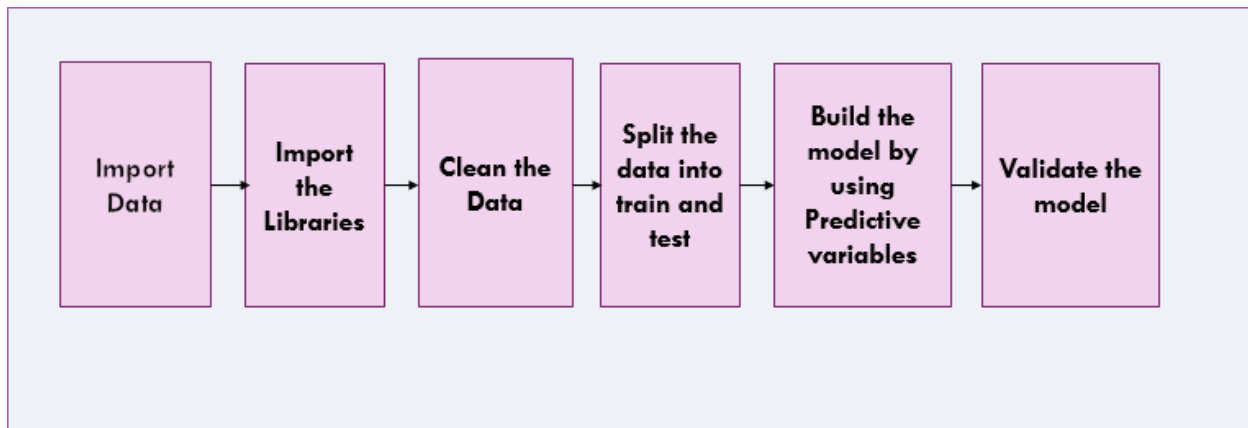 Import
Data
Import
the
Libraries
Clean the
Data
Split the
data into
train and
test
Build the
model by
using
Predictive
variables
Validate the
model